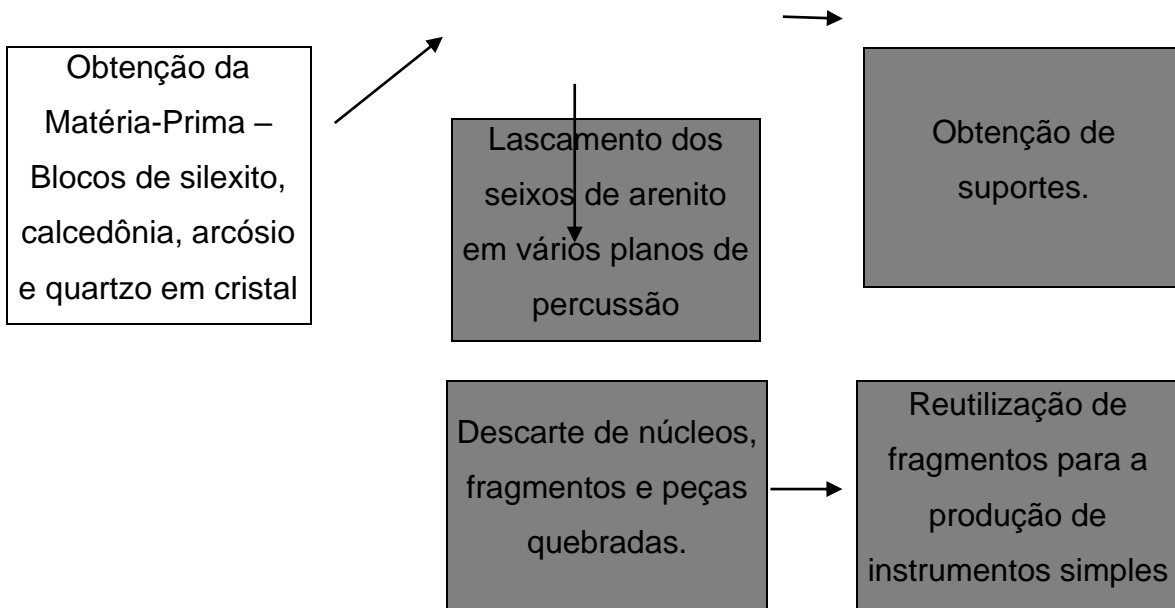 Obtenção da
Matéria-Prima –
Blocos de silexito,
calcedônia, arcósio
e quartzo em cristal
Lascamento dos
seixos de arenito
em vários planos de
percussão
Obtenção de
suportes.
Descarte de núcleos,
fragmentos e peças
quebradas.
Reutilização de
fragmentos para a
produção de
instrumentos simples